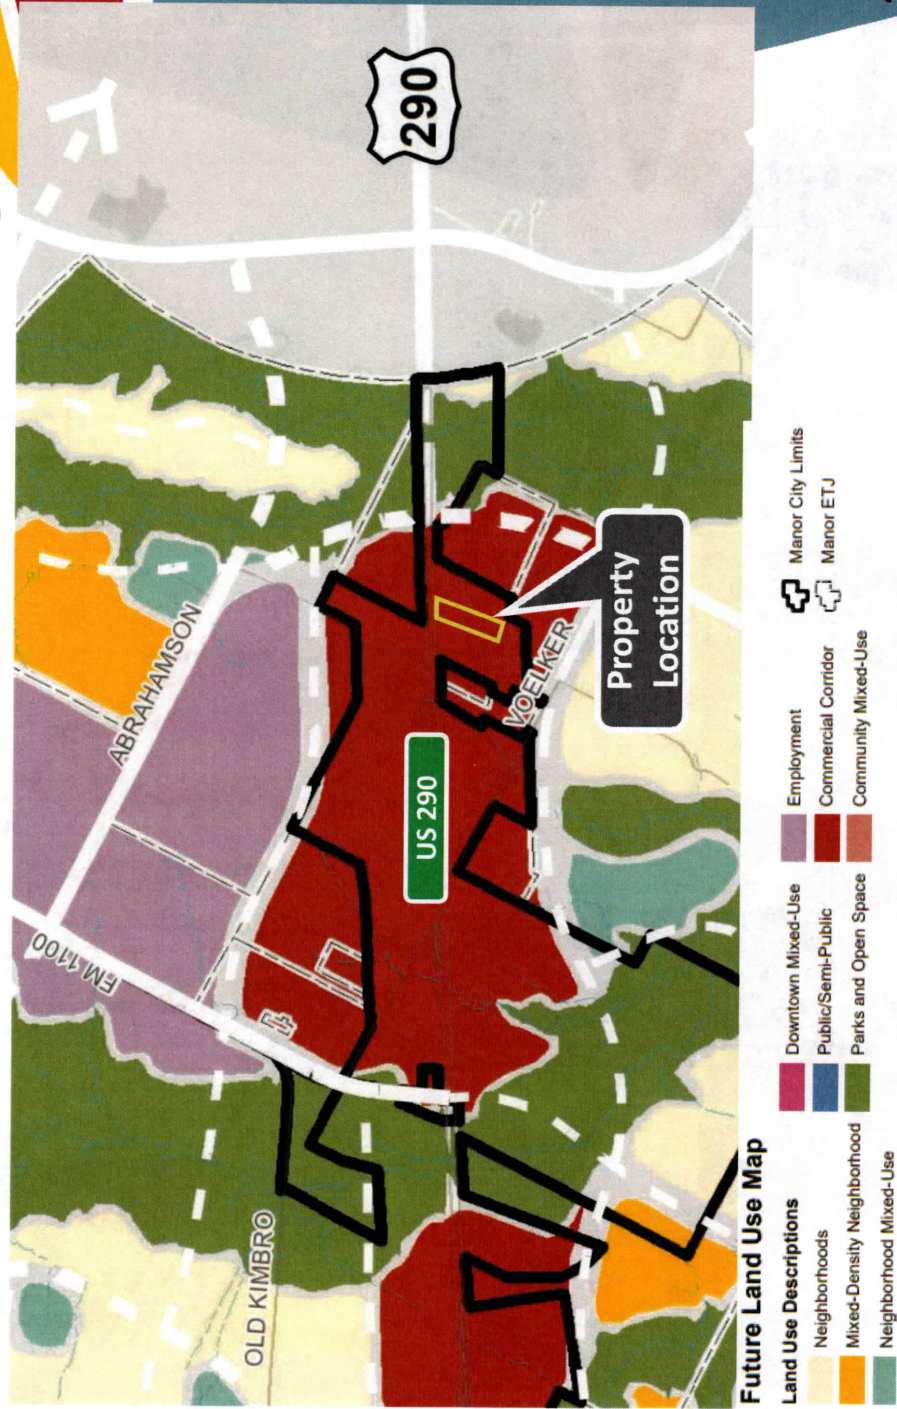 290
ABRAHAMSON
FM 1100
US 290
VOELKER
Property
Location
OLD KIMBRO
Future Land Use Map
Land Use Descriptions
Neighborhoods
Mixed-Density Neighborhood
Neighborhood Mixed-Use
Downtown Mixed-Use
Public/Semi-Public
Parks and Open Space
Employment
Commercial Corridor
Community Mixed-Use
Manor City Limits
Manor ETJ